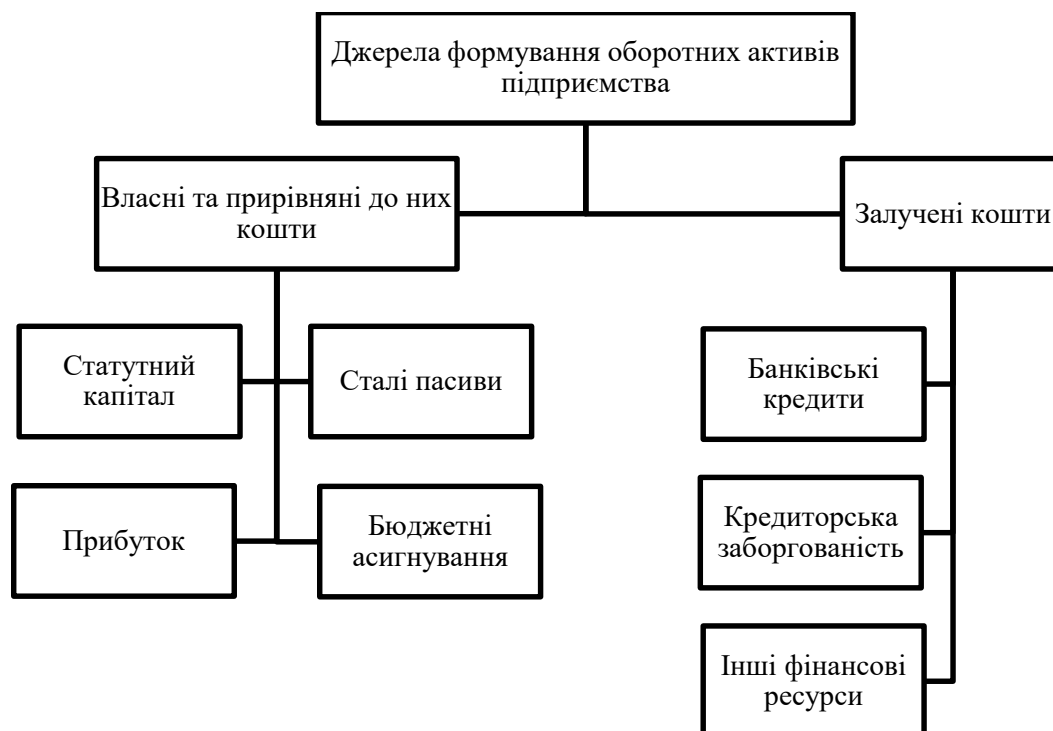 Джерела формування оборотних активів
підприємства
Власні та прирівняні до них
кошти
Залучені кошти
Статутний
капітал
Сталі пасиви
Прибуток
Бюджетні
асигнування
Банківські
кредити
Кредиторська
заборгованість
Інші фінансові
ресурси